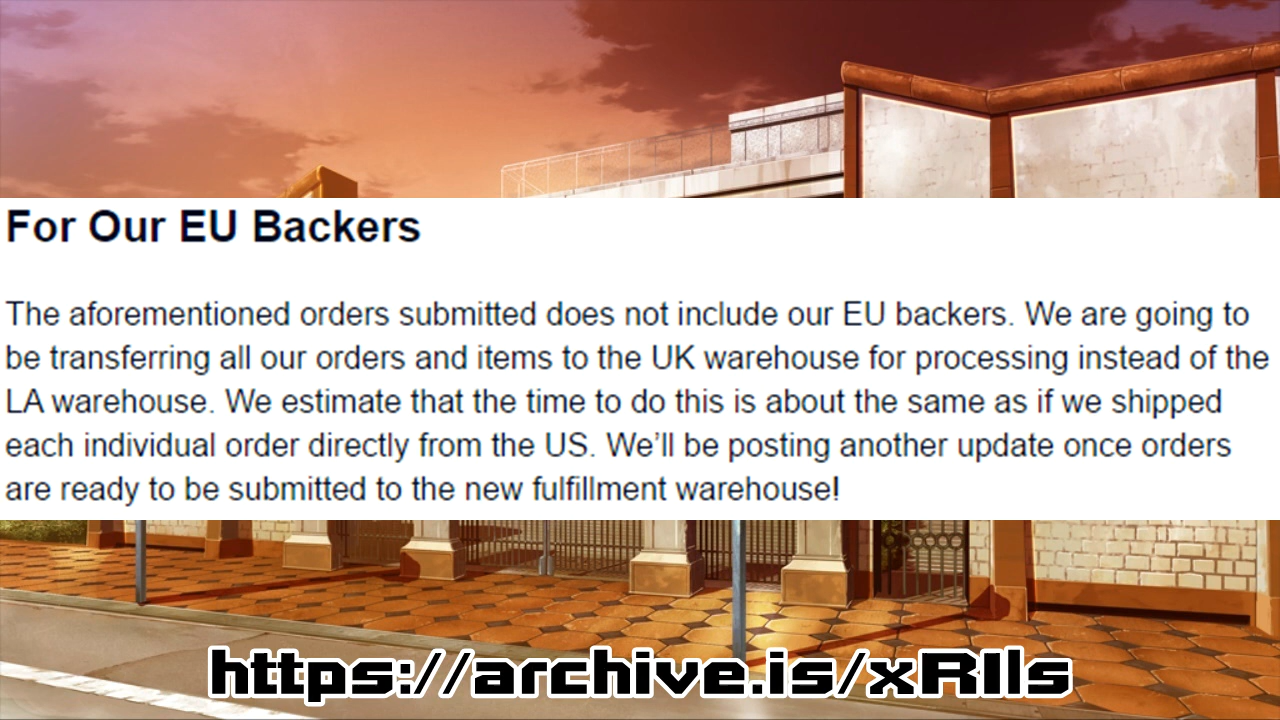 For Our EU Backers
The aforementioned orders submitted does not include our EU backers. We are going to
be transferring all our orders and items to the UK warehouse for processing instead of the
LA warehouse. We estimate that the time to do this is about the same as if we shipped
each individual order directly from the US. We’ll be posting another update once orders
are ready to be submitted to the new fulfillment warehouse!
https://archive.is/xRIls